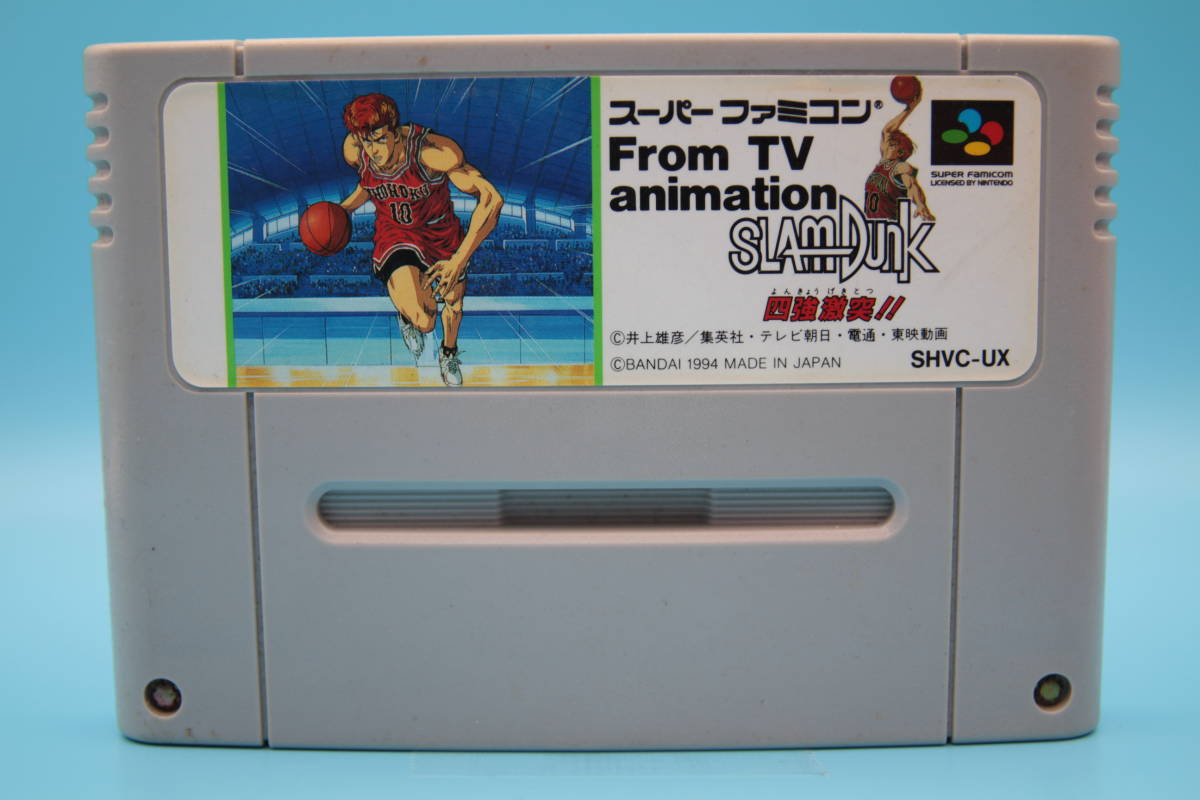 スーパーファミコン®
From TV
animation
SLAM DUNK
よんきょうげきとつ
四強激突!!
©井上雄彦/集英社・テレビ朝日・電通・東映動画
©BANDAI 1994 MADE IN JAPAN
SHVC-UX
SUPER FAMICOM
LICENSED BY NINTENDO
SHOHOKU
10
10